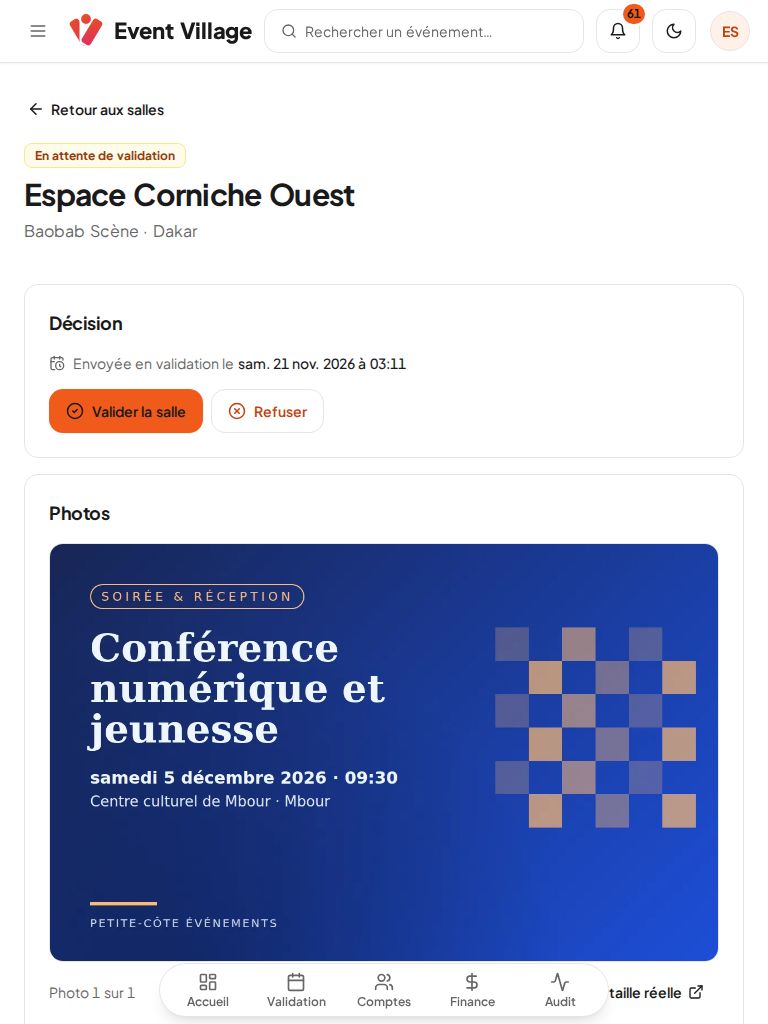 Event Village
Rechercher un événement...
61
ES
Retour aux salles
En attente de validation
Espace Corniche Ouest
Baobab Scène · Dakar
Décision
Envoyée en validation le sam. 21 nov. 2026 à 03:11
Valider la salle
Refuser
Photos
SOIRÉE & RÉCEPTION
Conférence
numérique et
jeunesse
samedi 5 décembre 2026 · 09:30
Centre culturel de Mbour · Mbour
PETITE-CÔTE ÉVÉNEMENTS
Photo 1 sur 1
taille réelle
Accueil
Validation
Comptes
Finance
Audit